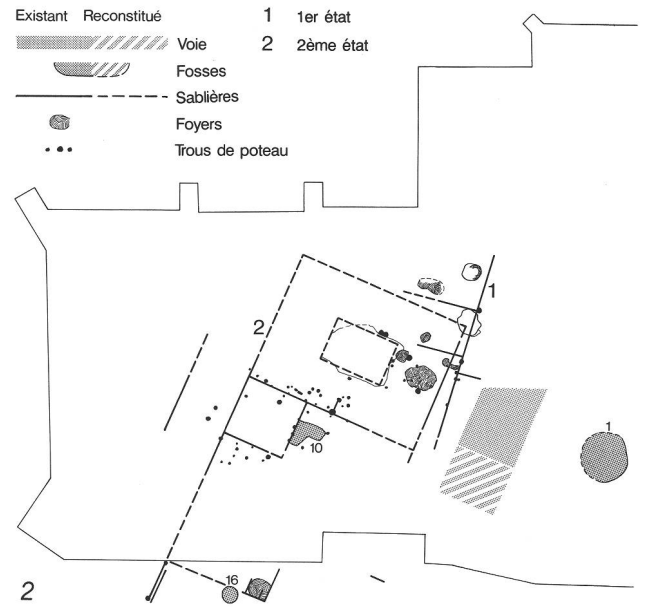 Existant Reconstitué
1 1er état
Voie
2 2ème état
Fosses
Sablières
Foyers
Trous de poteau
1
2
1
10
16
2